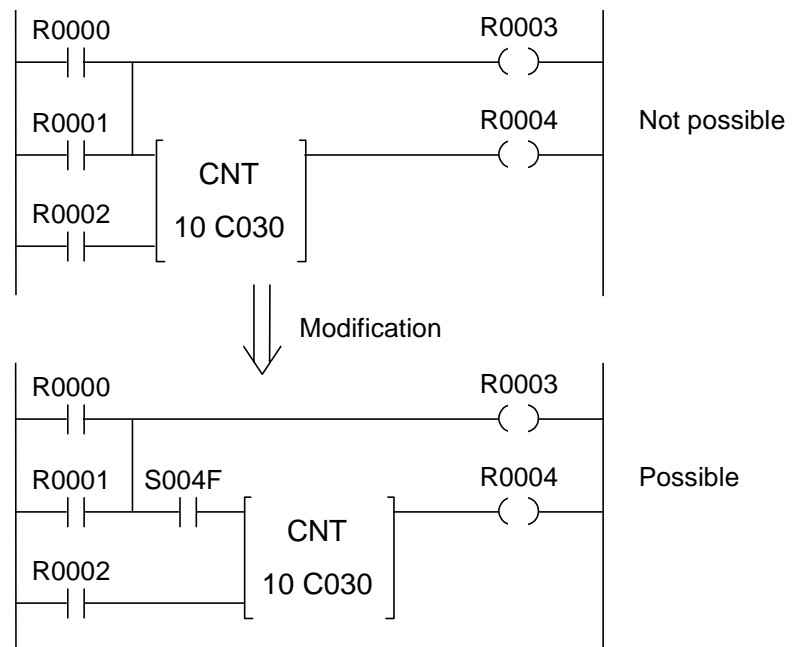 R0000 R0003
R0001 R0004 Not possible
CNT
R0002
10 C030
Modification
R0000 R0003
R0001 S004F R0004 Possible
CNT
R0002
10 C030